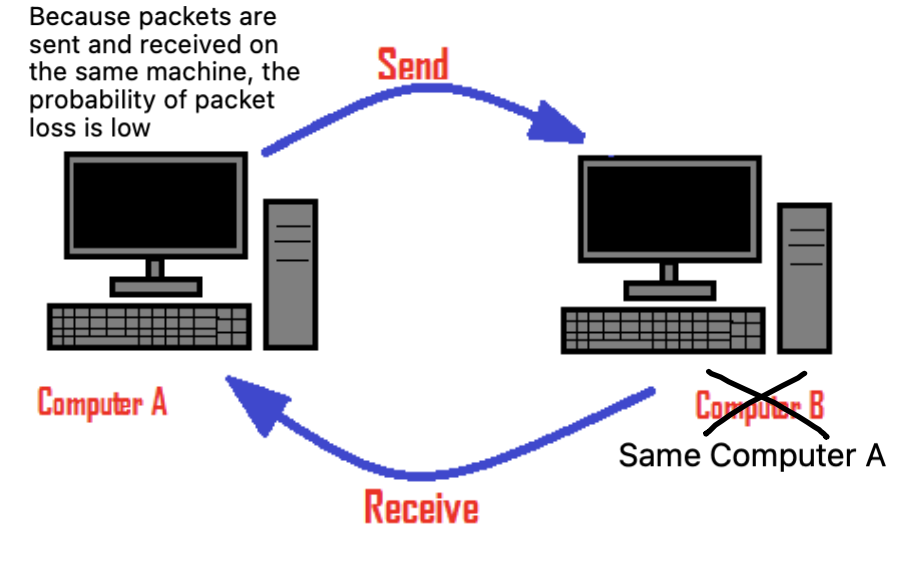 Because packets are
sent and received on
the same machine, the
probability of packet
loss is low
Send
Computer A
Computer B
Same Computer A
Receive